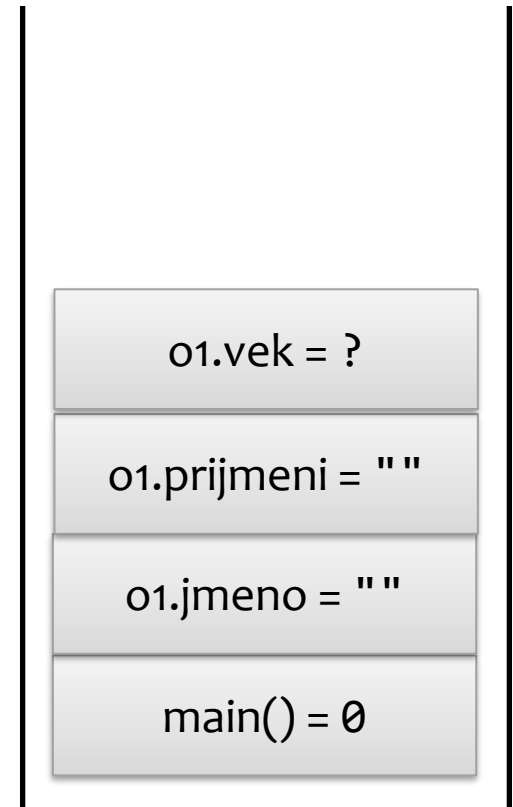 o1.vek = ?
o1.prijmeni = ""
o1.jmeno = ""
main() = 0